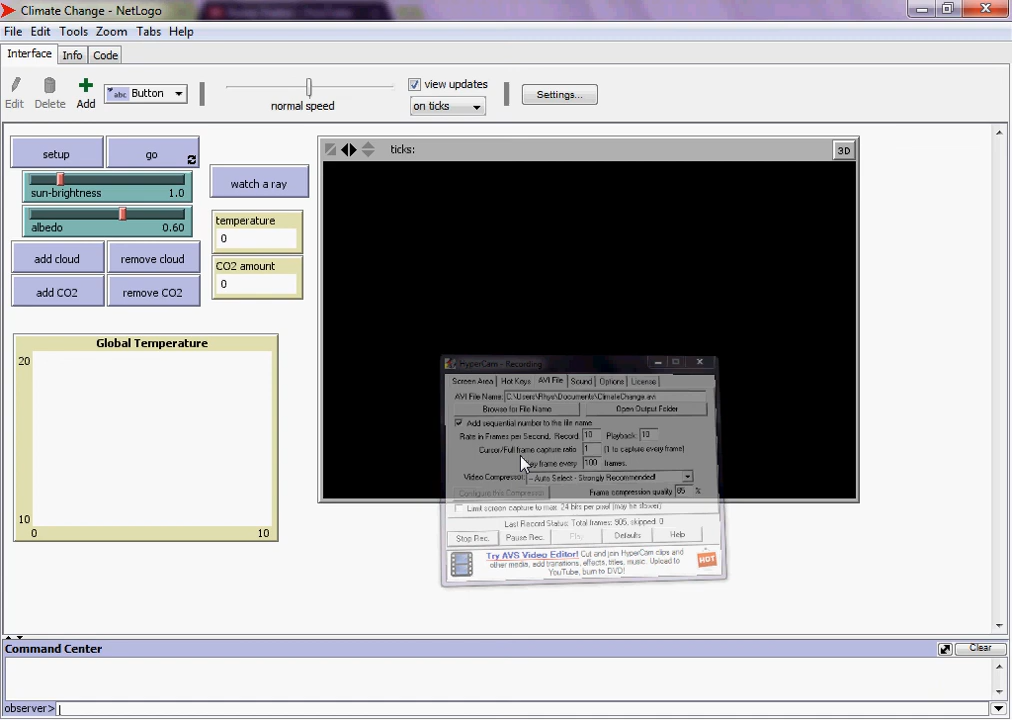 Climate Change - NetLogo
File Edit Tools Zoom Tabs Help
Interface Info Code
Edit Delete Add abc Button normal speed view updates on ticks Settings...
setup go
sun-brightness 1.0
albedo 0.60
add cloud remove cloud
add CO2 remove CO2
watch a ray
temperature
0
CO2 amount
0
ticks: 3D
Global Temperature
20
10
0 10
HyperCam - Recording
Screen Area Hot Keys AVI File Sound Options License
AVI File Name: C:\Users\Rhys\Documents\ClimateChange.avi
Browse for File Name Open Output Folder
Add sequential number to the file name
Rate in Frames per Second, Record 10 Playback 10
Cursor/Full frame capture ratio 1 (1 to capture every frame)
frame every 100 frames.
Video Compressor: -- Auto Select - Strongly Recommended!
Configure this Compressor Frame compression quality 85 %
Limit screen capture to max. 24 bits per pixel (may be slower)
Last Record Status: Total frames: 905, skipped: 0
Stop Rec. Pause Rec. Play Defaults Help
Try AVS Video Editor! Cut and join HyperCam clips and
other media, add transitions, effects, titles, music. Upload to
YouTube, burn to DVD!
HOT
Command Center Clear
observer>